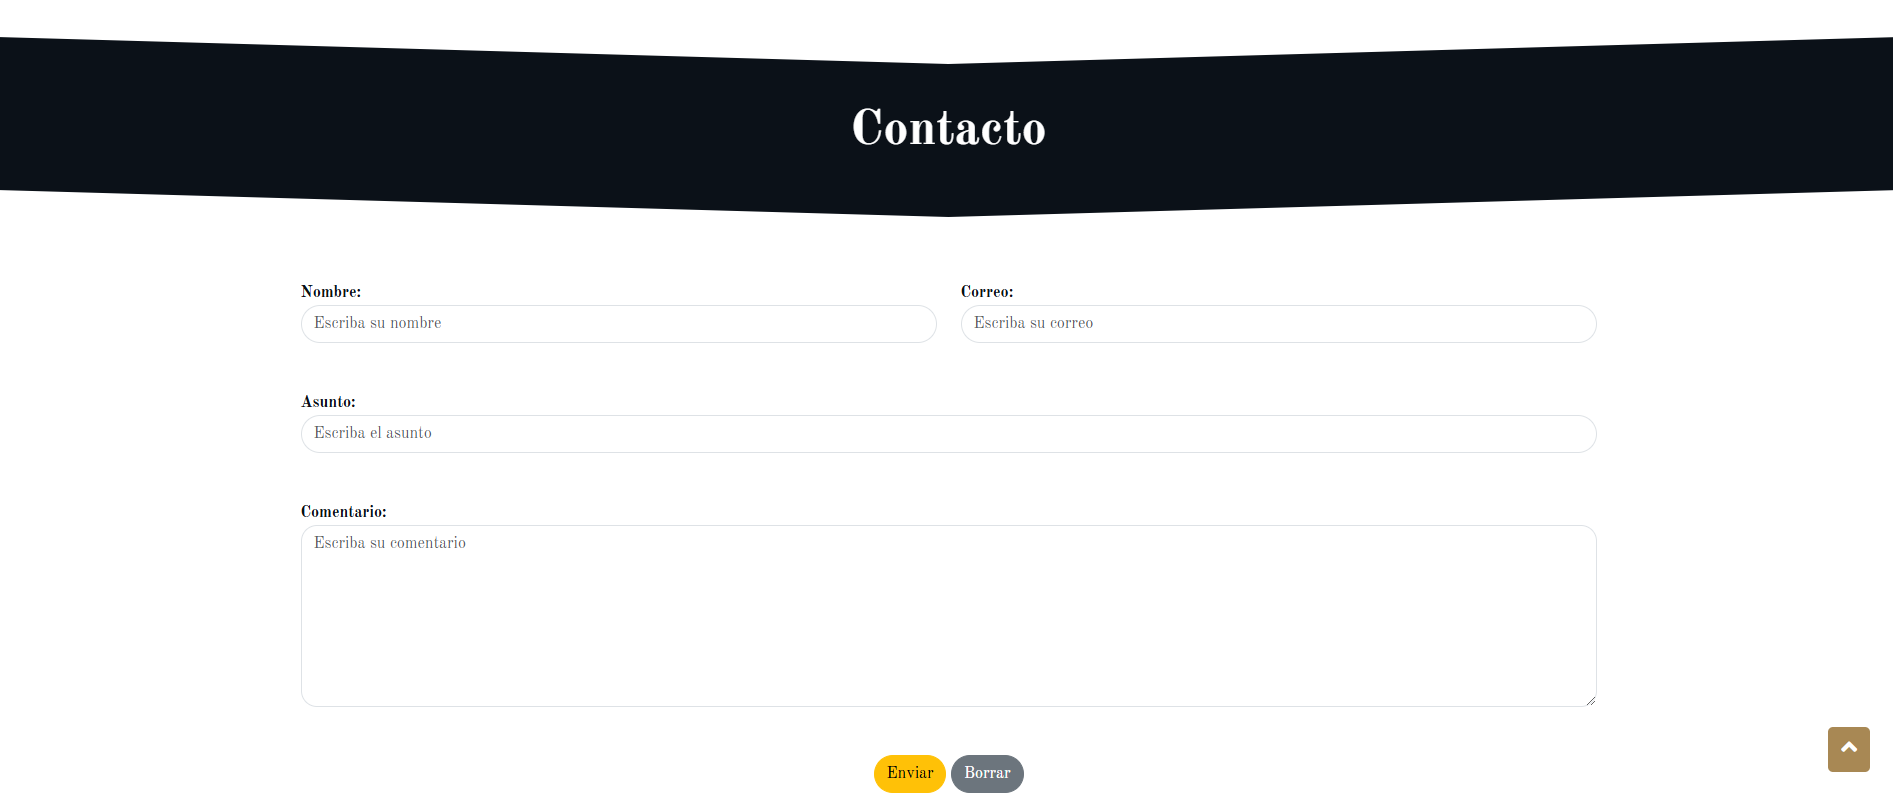 Contacto
Nombre:
Escriba su nombre
Correo:
Escriba su correo
Asunto:
Escriba el asunto
Comentario:
Escriba su comentario
Enviar
Borrar